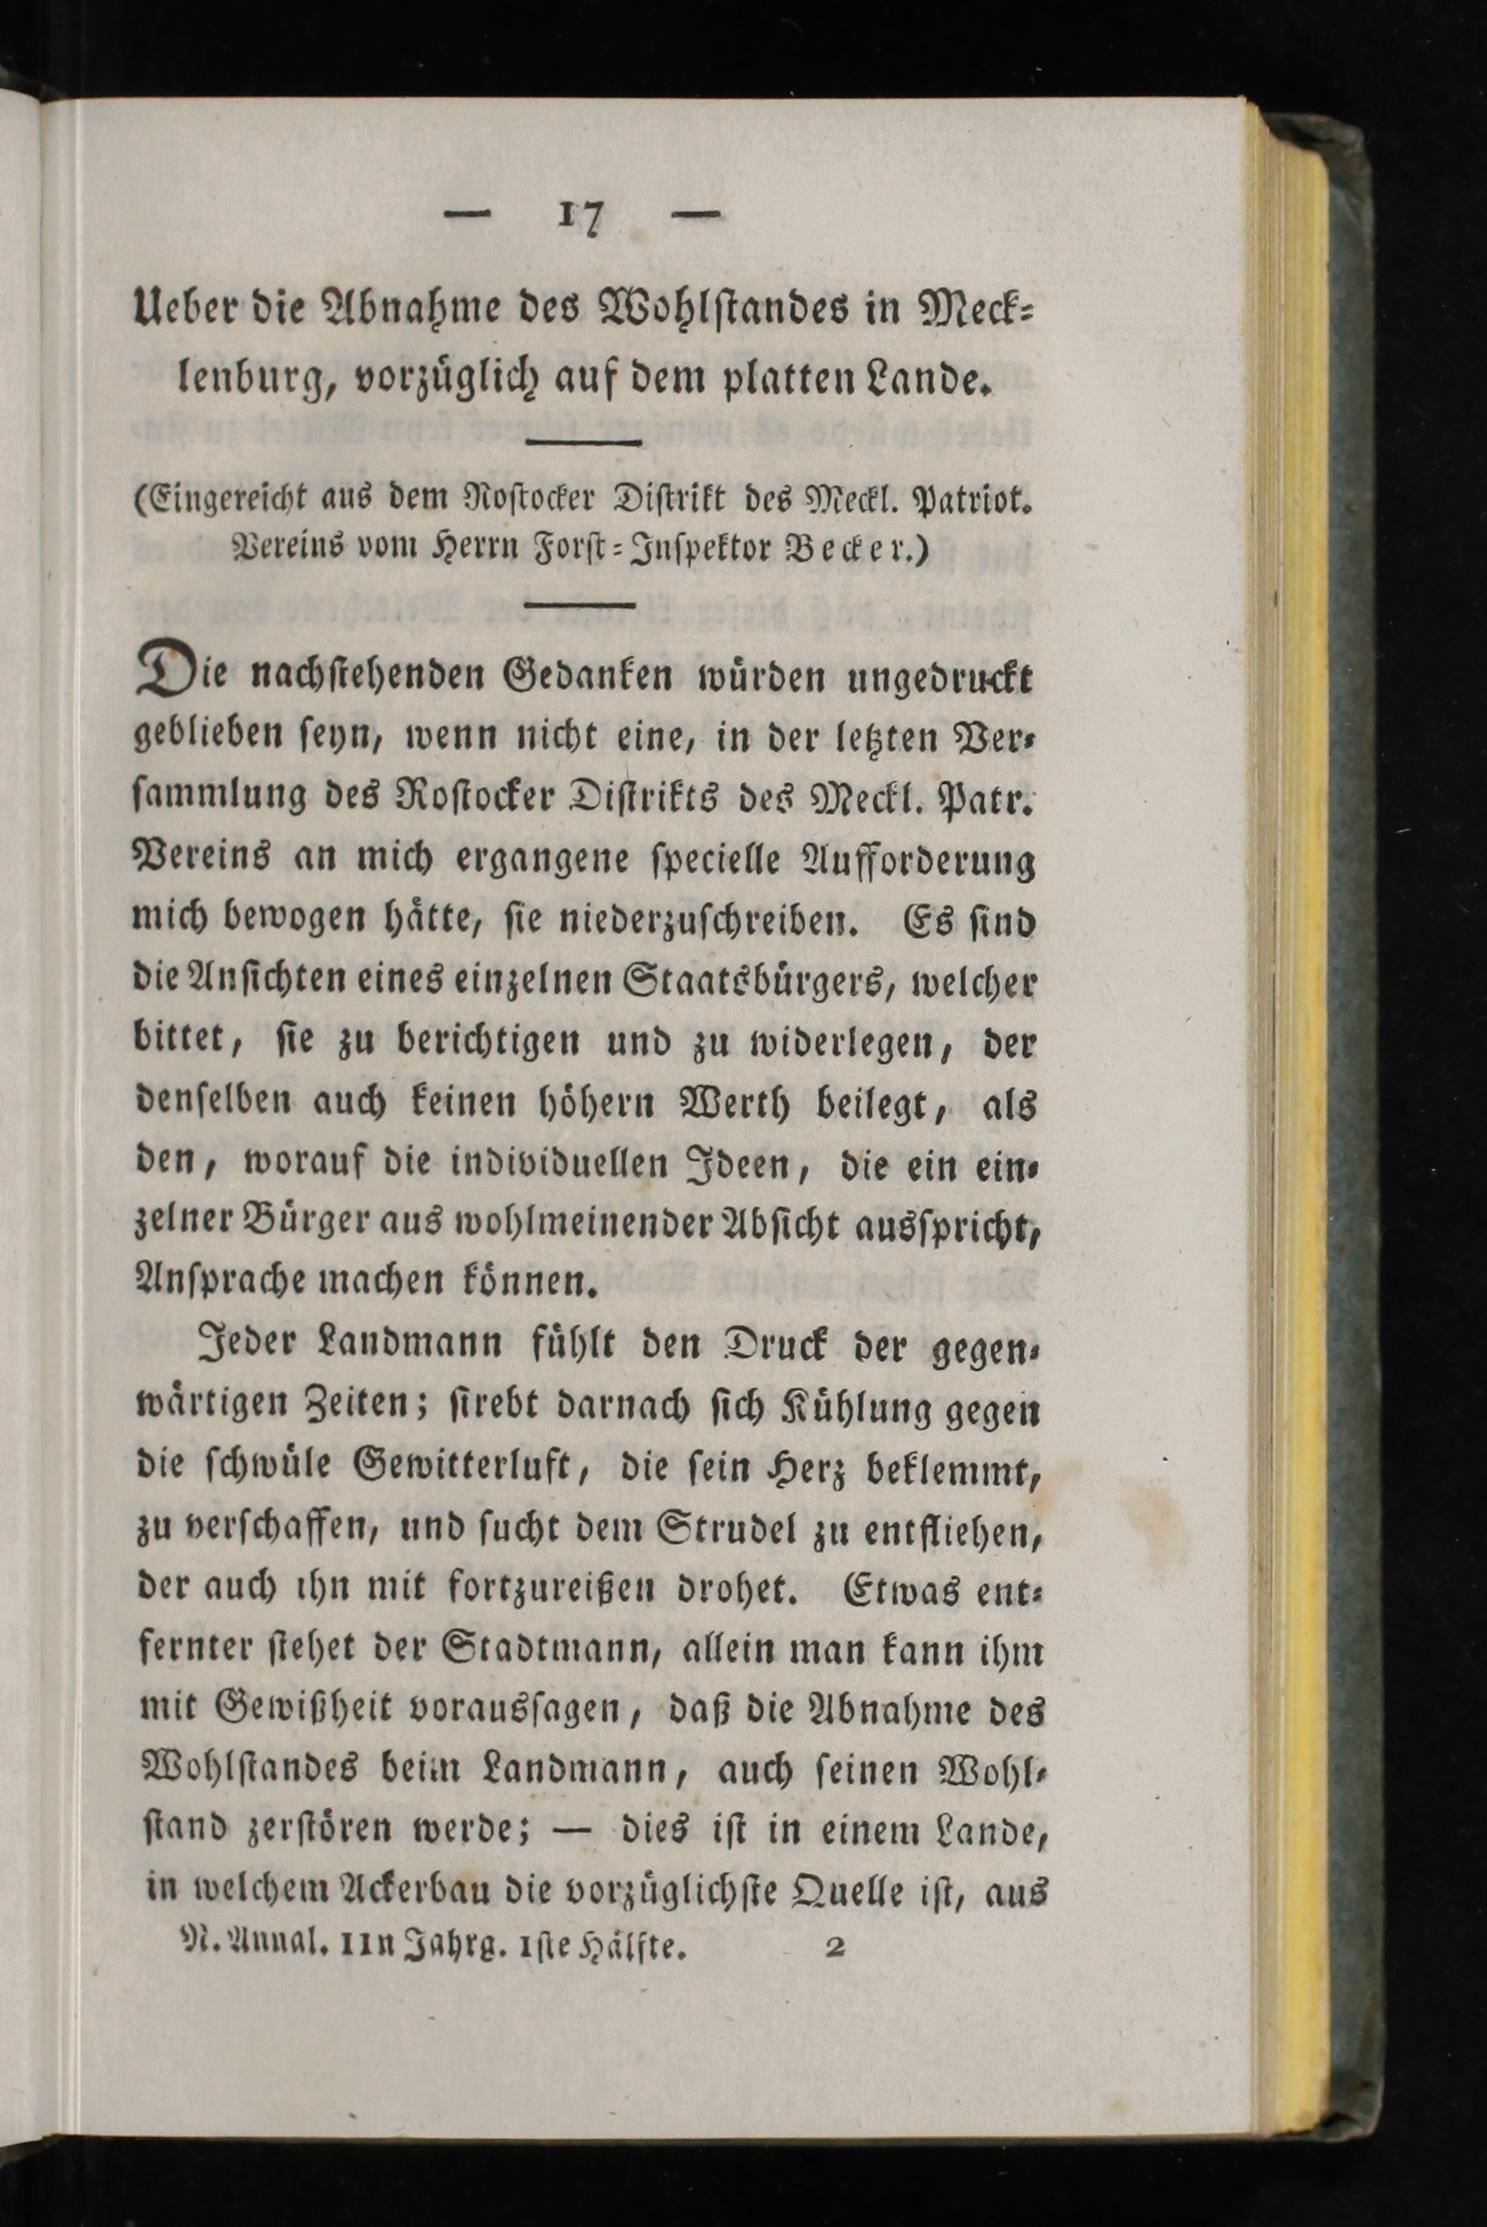 — 17 —
Ueber die Abnahme des Wohlſtandes in Meck⸗
lenburg, vorzüglich auf dem platten Lande.
(Eingereicht aus dem Roſtocker Diſtrikt des Meckl. Patriot.
Vereins vom Herrn Forſt⸗Inſpektor Becker.)
Die nachſtehenden Gedanken würden ungedruckt
geblieben ſeyn, wenn nicht eine, in der letzten Ver⸗
ſammlung des Roſtocker Diſtrikts des Meckl. Patr.
Vereins an mich ergangene ſpecielle Aufforderung
mich bewogen hätte, ſie niederzuſchreiben. Es ſind
die Anſichten eines einzelnen Staatsbürgers, welcher
bittet, ſie zu berichtigen und zu widerlegen, der
denſelben auch keinen höhern Werth beilegt, als
den, worauf die individuellen Ideen, die ein ein⸗
zelner Bürger aus wohlmeinender Abſicht ausſpricht,
Anſprache machen können.
Jeder Landmann fühlt den Druck der gegen⸗
wärtigen Zeiten; ſtrebt darnach ſich Kühlung gegen
die ſchwüle Gewitterluft, die ſein Herz beklemmt,
zu verſchaffen, und ſucht dem Strudel zu entfliehen,
der auch ihn mit fortzureißen drohet. Etwas ent⸗
fernter ſtehet der Stadtmann, allein man kann ihm
mit Gewißheit vorausſagen, daß die Abnahme des
Wohlſtandes beim Landmann, auch ſeinen Wohl⸗
ſtand zerſtören werde; — dies iſt in einem Lande,
in welchem Ackerbau die vorzüglichſte Quelle iſt, aus
N. Annal. 11n Jahrg. 1ſte Hälfte. 2